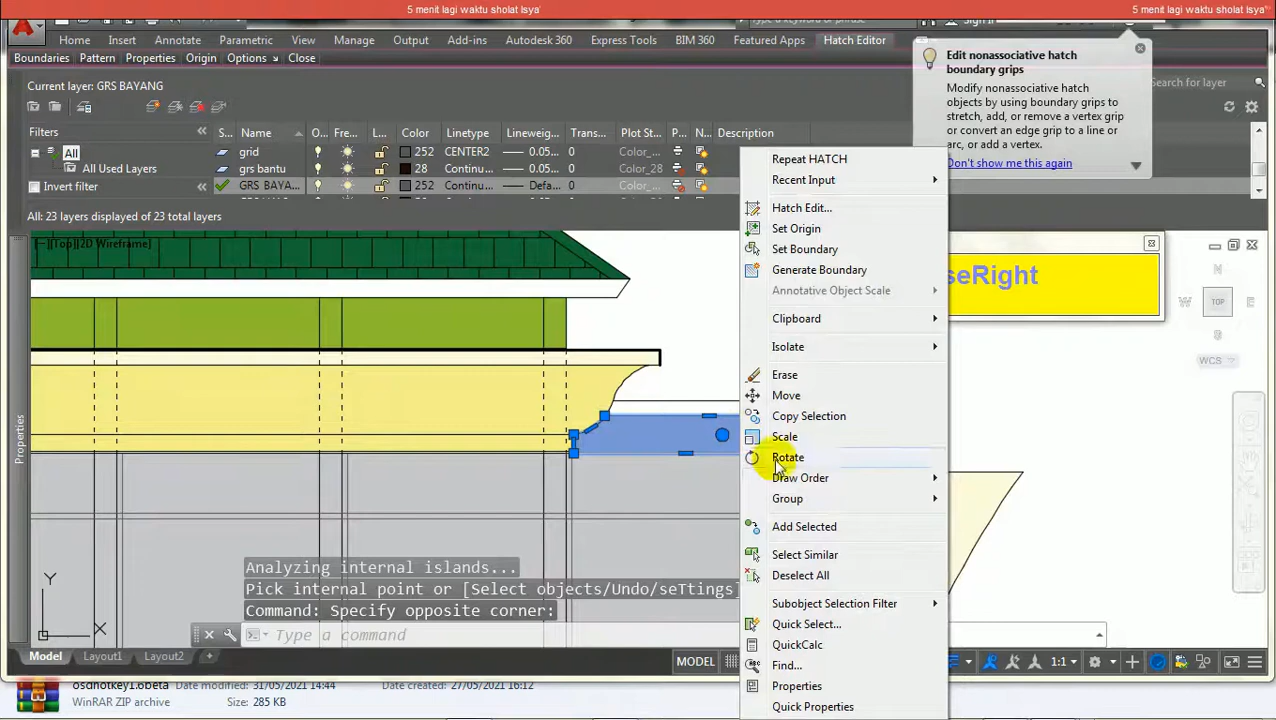 5 menit lagi waktu sholat Isya'
5 menit lagi waktu sholat Isya'
Home Insert Annotate Parametric View Manage Output Add-ins Autodesk 360 Express Tools BIM 360 Featured Apps Hatch Editor
Boundaries Pattern Properties Origin Options Close
Edit nonassociative hatch
boundary grips
Modify nonassociative hatch
objects by using boundary grips to
stretch, add, or remove a vertex grip
or convert an edge grip to a line or
arc, or add a vertex.
Don't show me this again
Current layer: GRS BAYANG
Search for layer
Filters
S... Name O. Fre... L... Color Linetype Lineweig... Trans... Plot St... P... N... Description
All
All Used Layers
Invert filter
grid 252 CENTER2 0.05... 0 Color_252
grs bantu 28 Continu... 0.05... 0 Color_28
GRS BAYA... 252 Continu... Defa... 0 Color_252
All: 23 layers displayed of 23 total layers
[−][Top][2D Wireframe]
seRight
N
W TOP E
S
WCS
Repeat HATCH
Recent Input
Hatch Edit...
Set Origin
Set Boundary
Generate Boundary
Annotative Object Scale
Clipboard
Isolate
Erase
Move
Copy Selection
Scale
Rotate
Draw Order
Group
Add Selected
Select Similar
Deselect All
Subobject Selection Filter
Quick Select...
QuickCalc
Find...
Properties
Quick Properties
Properties
Y
X
Analyzing internal islands...
Pick internal point or [Select objects/Undo/seTtings]
Command: Specify opposite corner:
Type a command
Model Layout1 Layout2 +
MODEL
1:1
osdhotkey1.6beta Date modified: 31/05/2021 14:44 Date created: 27/05/2021 16:12
WinRAR ZIP archive Size: 285 KB